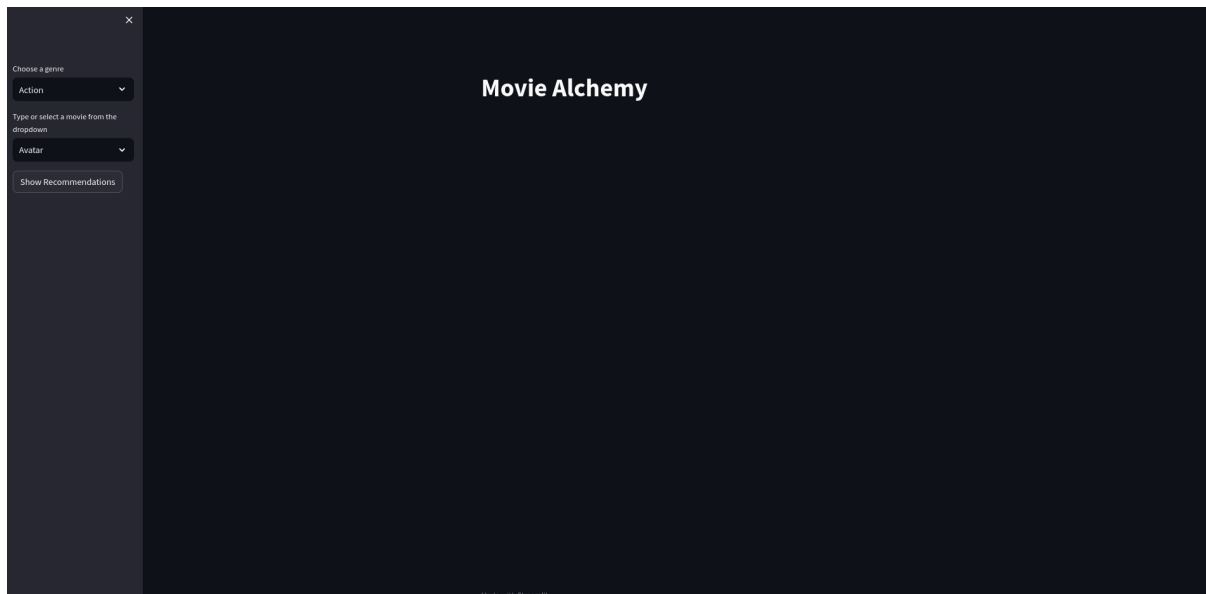 Choose a genre
Action
Type or select a movie from the
dropdown
Avatar
Show Recommendations
Movie Alchemy